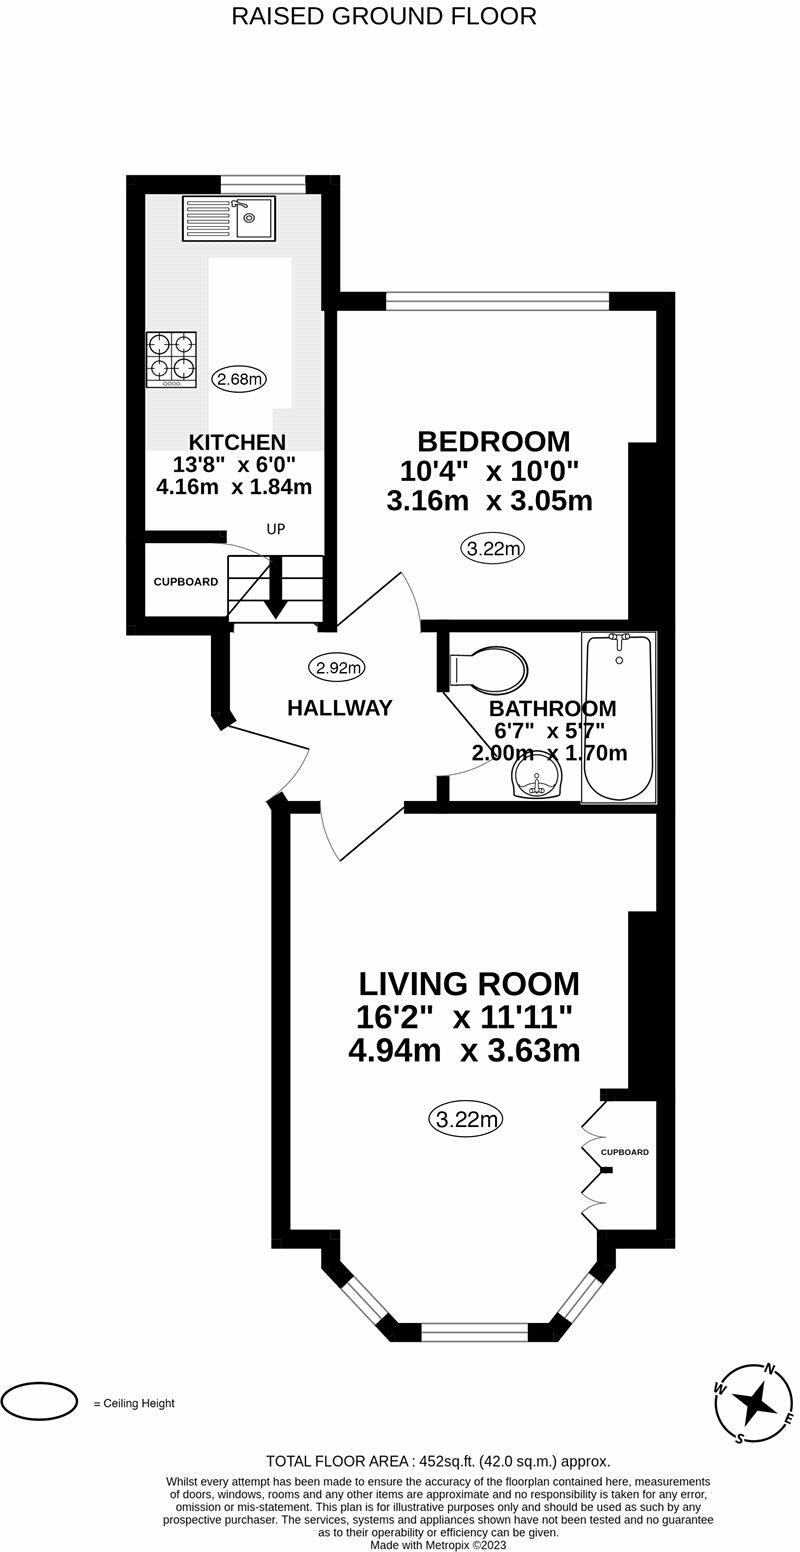 RAISED GROUND FLOOR
2.68m
KITCHEN
13'8" x 6'0"
4.16m x 1.84m
UP
CUPBOARD
BEDROOM
10'4" x 10'0"
3.16m x 3.05m
3.22m
2.92m
HALLWAY
BATHROOM
6'7" x 5'7"
2.00m x 1.70m
LIVING ROOM
16'2" x 11'11"
4.94m x 3.63m
3.22m
CUPBOARD
= Ceiling Height
N
W
E
S
TOTAL FLOOR AREA : 452sq.ft. (42.0 sq.m.) approx.
Whilst every attempt has been made to ensure the accuracy of the floorplan contained here, measurements
of doors, windows, rooms and any other items are approximate and no responsibility is taken for any error,
omission or mis-statement. This plan is for illustrative purposes only and should be used as such by any
prospective purchaser. The services, systems and appliances shown have not been tested and no guarantee
as to their operability or efficiency can be given.
Made with Metropix ©2023